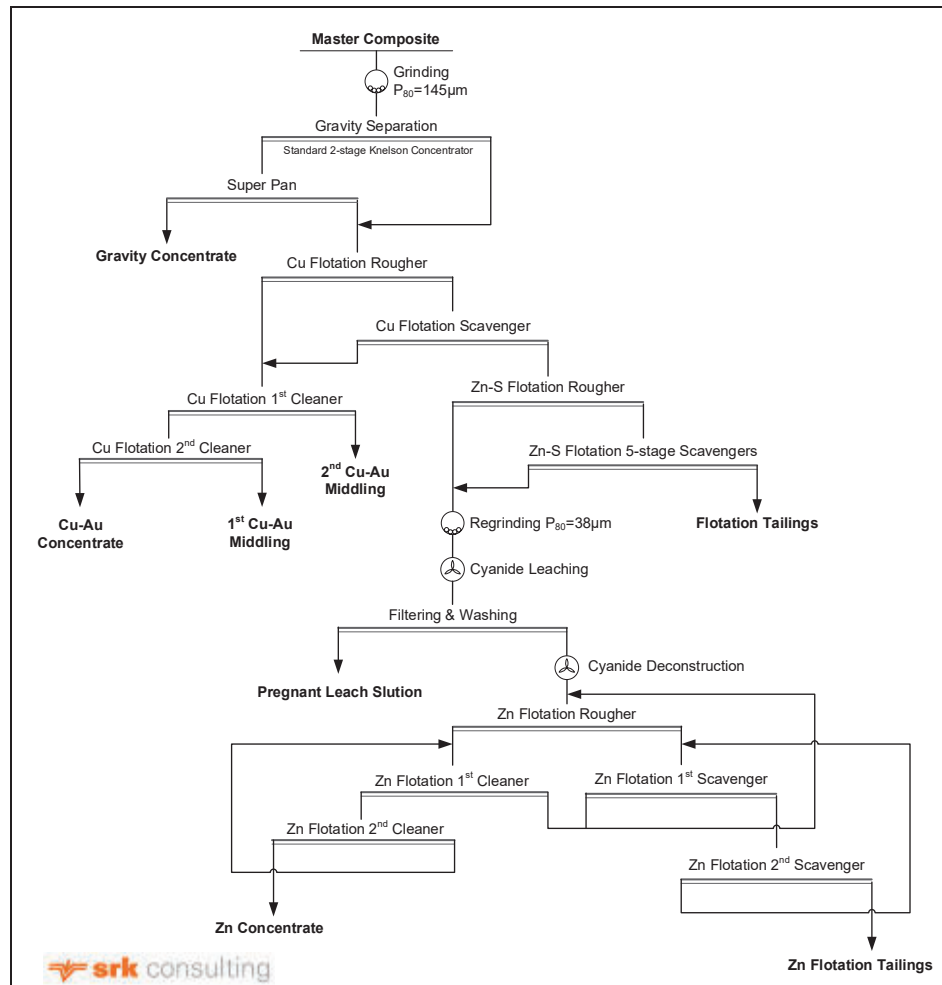 Master Composite
Grinding
P80=145µm
Gravity Separation
Standard 2-stage Knelson Concentrator
Super Pan
Gravity Concentrate
Cu Flotation Rougher
Cu Flotation Scavenger
Zn-S Flotation Rougher
Cu Flotation 1st Cleaner
Cu Flotation 2nd Cleaner
Zn-S Flotation 5-stage Scavengers
2nd Cu-Au
Middling
Cu-Au
Concentrate
1st Cu-Au
Middling
Regrinding P80=38µm
Flotation Tailings
Cyanide Leaching
Filtering & Washing
Cyanide Deconstruction
Pregnant Leach Slution
Zn Flotation Rougher
Zn Flotation 1st Cleaner
Zn Flotation 1st Scavenger
Zn Flotation 2nd Cleaner
Zn Flotation 2nd Scavenger
Zn Concentrate
srk consulting
Zn Flotation Tailings